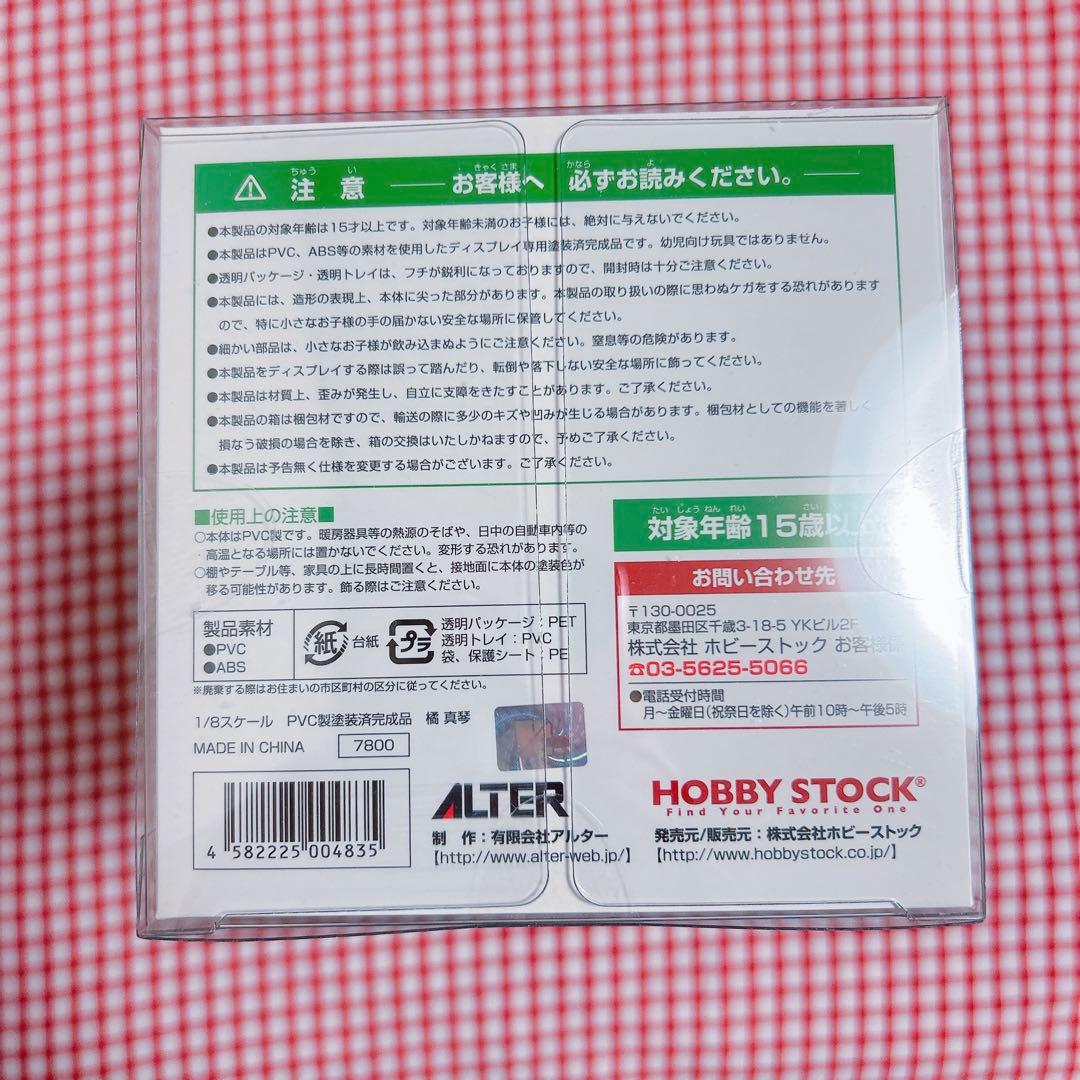 ちゅう い きゃく さま かなら よ
注意 お客様へ 必ずお読みください。
●本製品の対象年齢は15才以上です。対象年齢未満のお子様には、絶対に与えないでください。
●本製品はPVC、ABS等の素材を使用したディスプレイ専用塗装済完成品です。幼児向け玩具ではありません。
●透明パッケージ・透明トレイは、フチが鋭利になっておりますので、開封時は十分ご注意ください。
●本製品には、造形の表現上、本体に尖った部分があります。本製品の取り扱いの際に思わぬケガをする恐れがあります
ので、特に小さなお子様の手の届かない安全な場所に保管してください。
●細かい部品は、小さなお子様が飲み込まぬようにご注意ください。窒息等の危険があります。
●本製品をディスプレイする際は誤って踏んだり、転倒や落下しない安全な場所に飾ってください。
●本製品は材質上、歪みが発生し、自立に支障をきたすことがあります。ご了承ください。
●本製品の箱は梱包材ですので、輸送の際に多少のキズや凹みが生じる場合があります。梱包材としての機能を著しく
損なう破損の場合を除き、箱の交換はいたしかねますので、予めご了承ください。
●本製品は予告無く仕様を変更する場合がございます。ご了承ください。
■使用上の注意■
○本体はPVC製です。暖房器具等の熱源のそばや、日中の自動車内等の
高温となる場所には置かないでください。変形する恐れがあります。
○棚やテーブル等、家具の上に長時間置くと、接地面に本体の塗装色が
移る可能性があります。飾る際はご注意ください。
製品素材
●PVC
●ABS
紙 台紙
プラ
透明パッケージ：PET
透明トレイ：PVC
袋、保護シート：PE
※廃棄する際はお住まいの市区町村の区分に従ってください。
1/8スケール PVC製塗装済完成品 橘 真琴
MADE IN CHINA 7800
4 582225 004835
ALTER
制 作：有限会社アルター
【http://www.alter-web.jp/】
たい しょう ねん れい さい
対象年齢15歳以
お問い合わせ先
〒130-0025
東京都墨田区千歳3-18-5 YKビル2F
株式会社 ホビーストック お客様
☎03-5625-5066
●電話受付時間
月〜金曜日(祝祭日を除く)午前10時〜午後5時
HOBBY STOCK®
Find Your Favorite One
発売元/販売元：株式会社ホビーストック
【http://www.hobbystock.co.jp/】